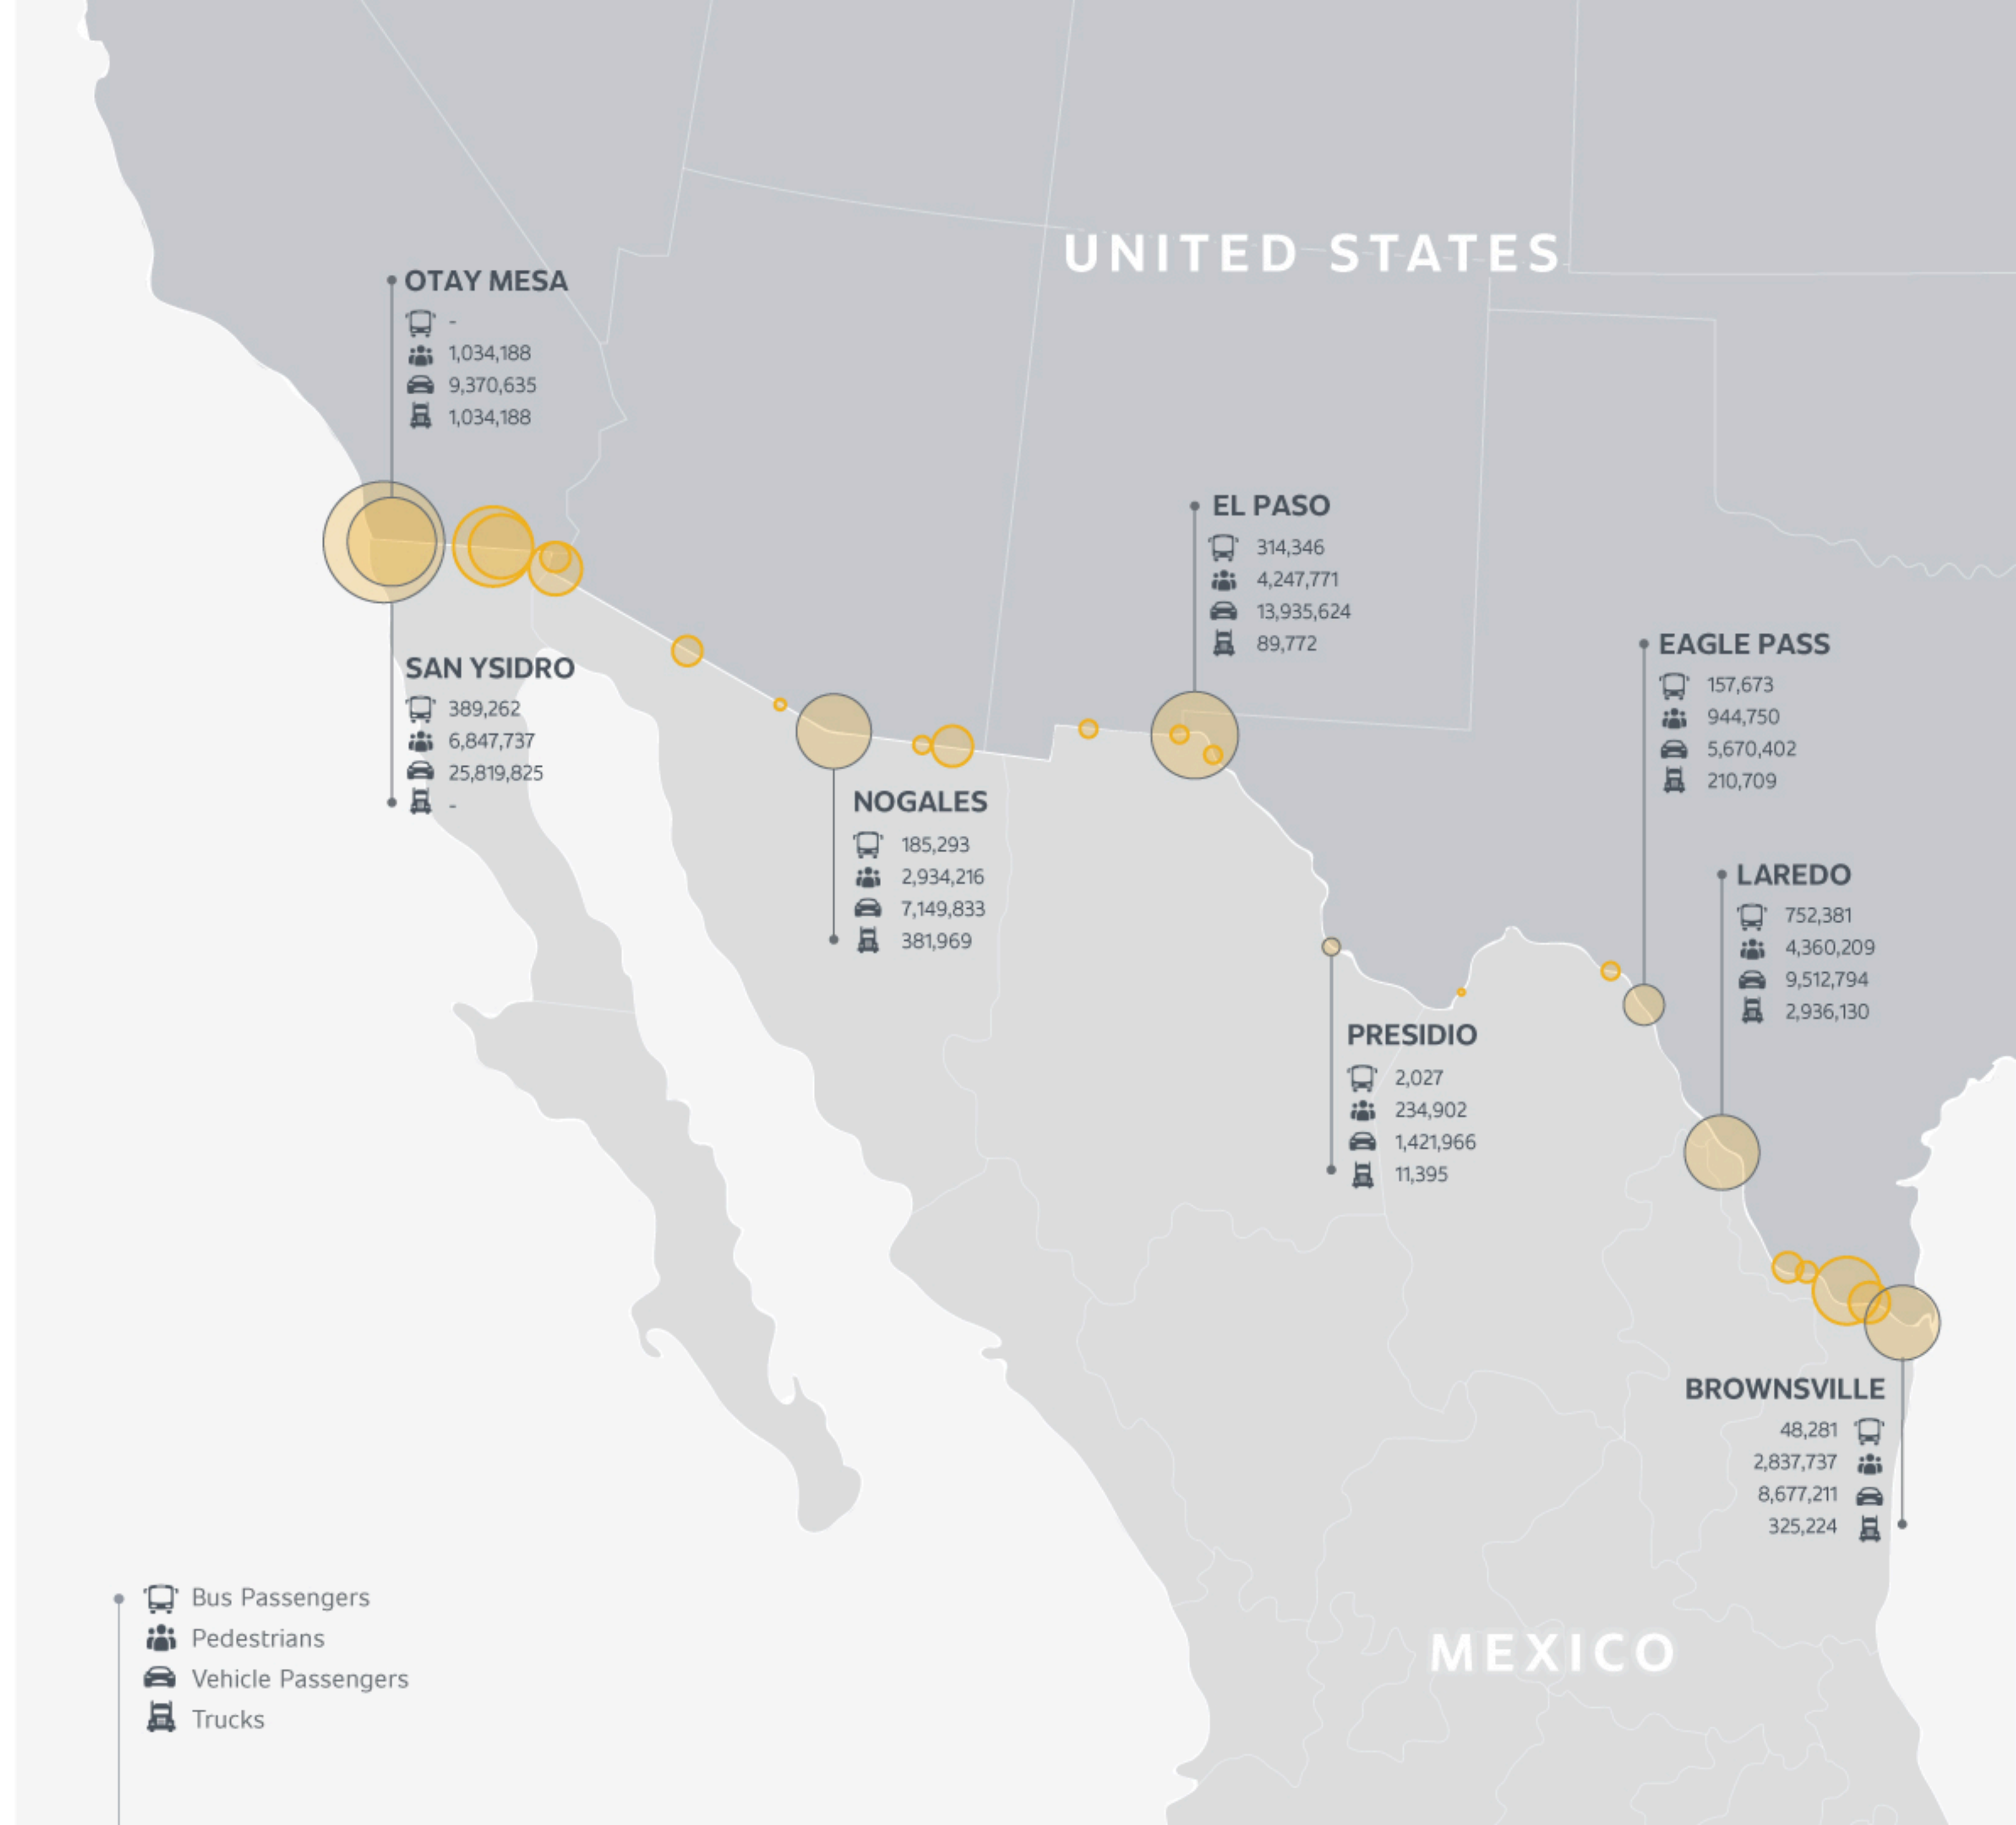 UNITED STATES
OTAY MESA
-
1,034,188
9,370,635
1,034,188
SAN YSIDRO
389,262
6,847,737
25,819,825
-
NOGALES
185,293
2,934,216
7,149,833
381,969
EL PASO
314,346
4,247,771
13,935,624
89,772
PRESIDIO
2,027
234,902
1,421,966
11,395
EAGLE PASS
157,673
944,750
5,670,402
210,709
LAREDO
752,381
4,360,209
9,512,794
2,936,130
BROWNSVILLE
48,281
2,837,737
8,677,211
325,224
MEXICO
Bus Passengers
Pedestrians
Vehicle Passengers
Trucks